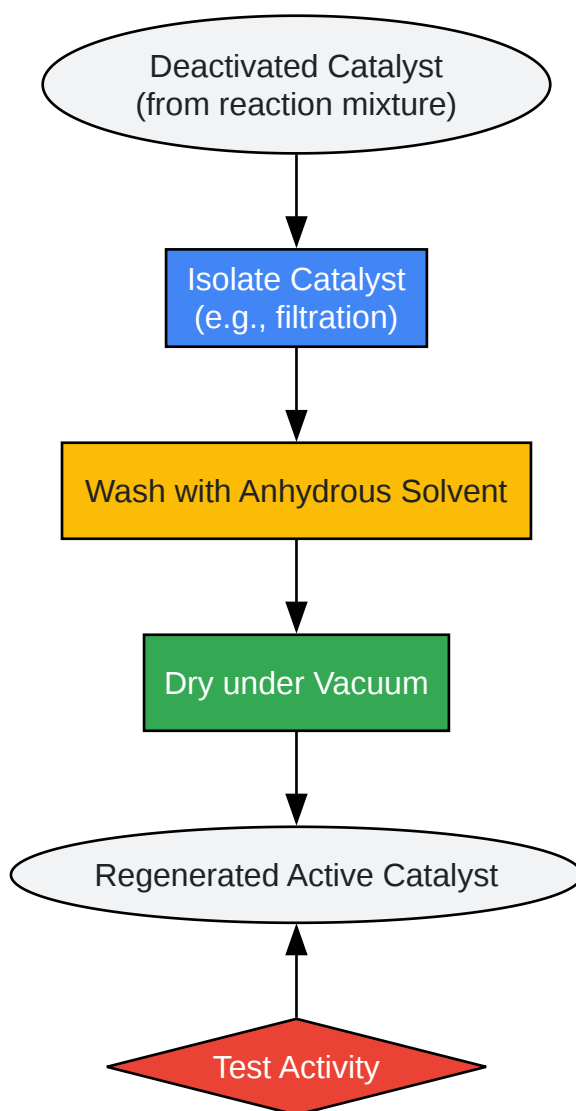 Deactivated Catalyst
(from reaction mixture)
Isolate Catalyst
(e.g., filtration)
Wash with Anhydrous Solvent
Dry under Vacuum
Regenerated Active Catalyst
Test Activity